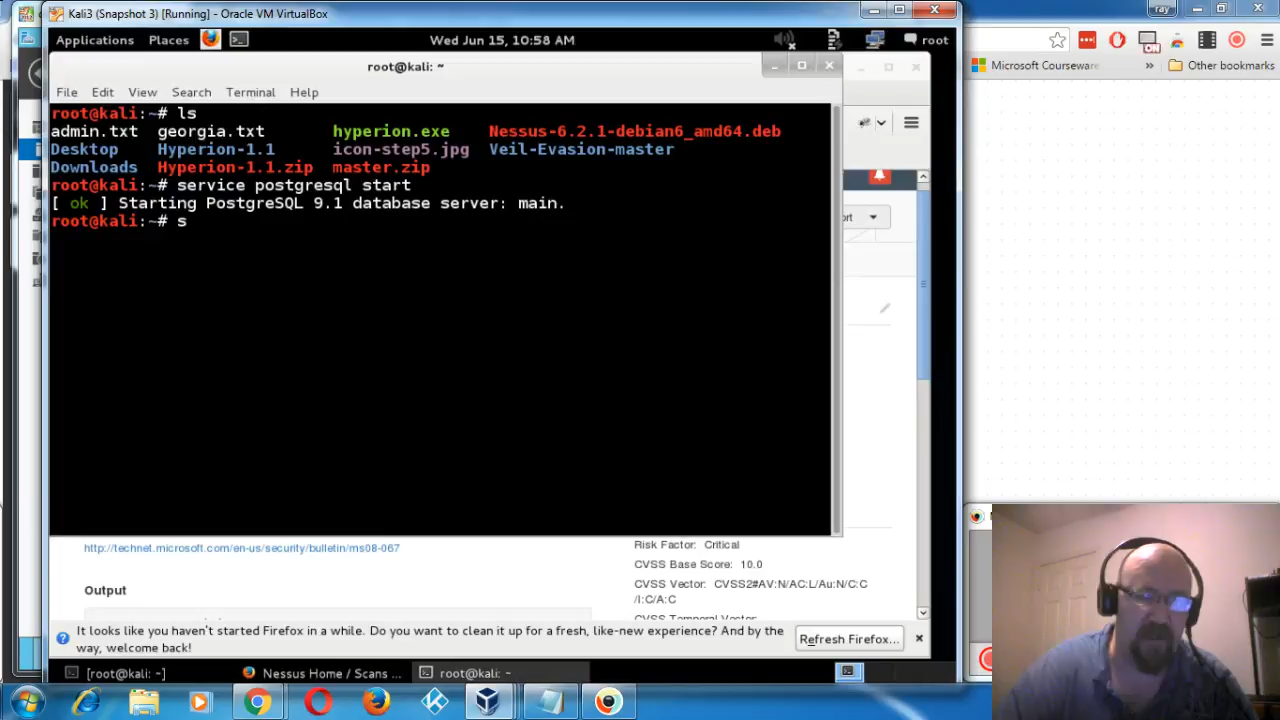 Kali3 (Snapshot 3) [Running] - Oracle VM VirtualBox
ray
Applications Places Wed Jun 15, 10:58 AM root
root@kali: ~
Microsoft Courseware » Other bookmarks
File Edit View Search Terminal Help
root@kali:~# ls
admin.txt georgia.txt hyperion.exe Nessus-6.2.1-debian6_amd64.deb
Desktop Hyperion-1.1 icon-step5.jpg Veil-Evasion-master
Downloads Hyperion-1.1.zip master.zip
root@kali:~# service postgresql start
[ ok ] Starting PostgreSQL 9.1 database server: main.
root@kali:~# s
ort
http://technet.microsoft.com/en-us/security/bulletin/ms08-067
Output
Risk Factor: Critical
CVSS Base Score: 10.0
CVSS Vector: CVSS2#AV:N/AC:L/Au:N/C:C
/I:C/A:C
CVSS Temporal Vector:
It looks like you haven't started Firefox in a while. Do you want to clean it up for a fresh, like-new experience? And by the
way, welcome back!
Refresh Firefox...
[root@kali: ~]
Nessus Home / Scans ...
root@kali: ~